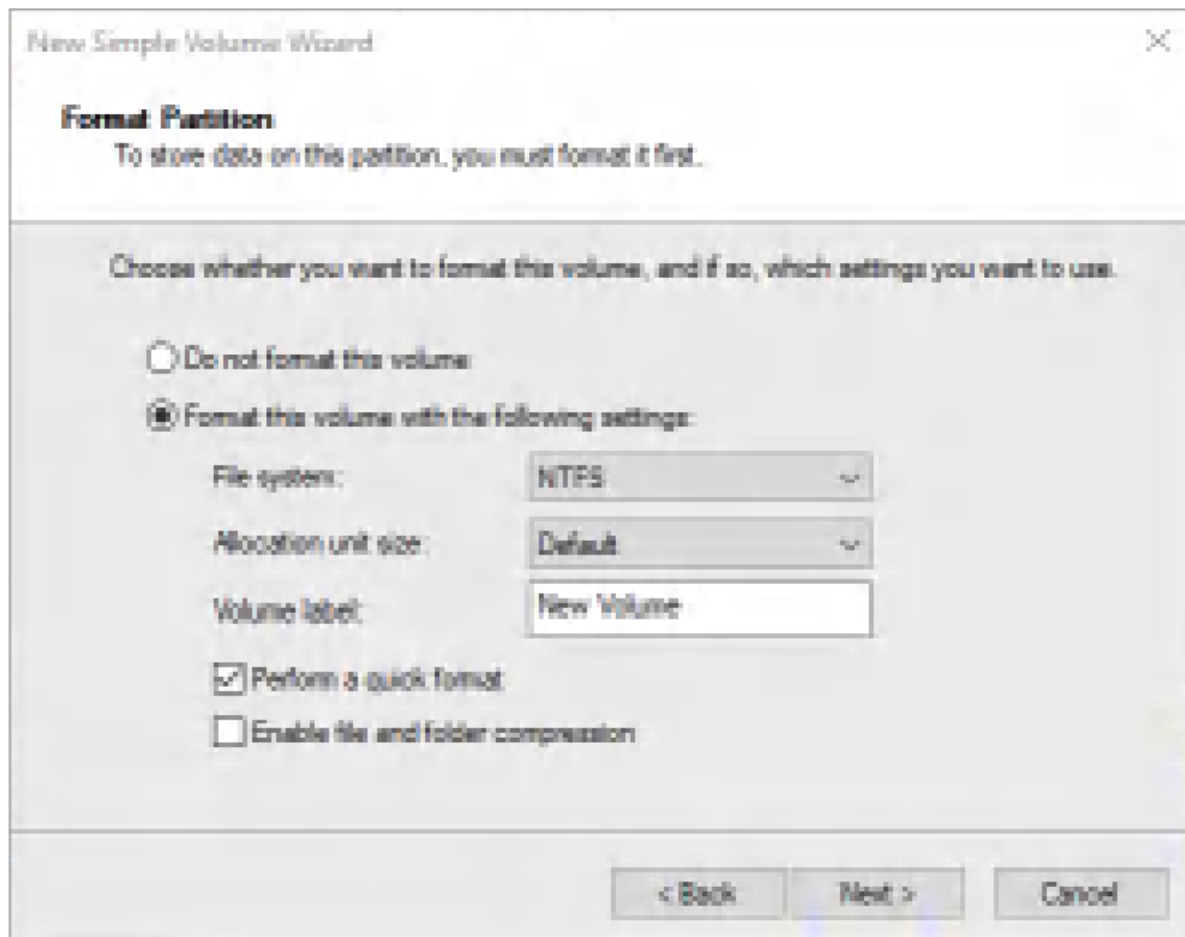 New Simple Volume Wizard
Format Partition
To store data on this partition, you must format it first.
Choose whether you want to format this volume, and if so, which settings you want to use.
Do not format this volume
Format this volume with the following settings:
File system: NTFS
Allocation unit size: Default
Volume label: New Volume
Perform a quick format
Enable file and folder compression
< Back Next > Cancel